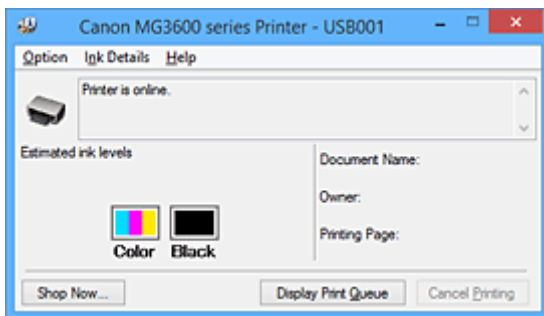 Canon MG3600 series Printer - USB001
Option Ink Details Help
Printer is online.
Estimated ink levels
Document Name:
Owner:
Printing Page:
Color Black
Shop Now... Display Print Queue Cancel Printing